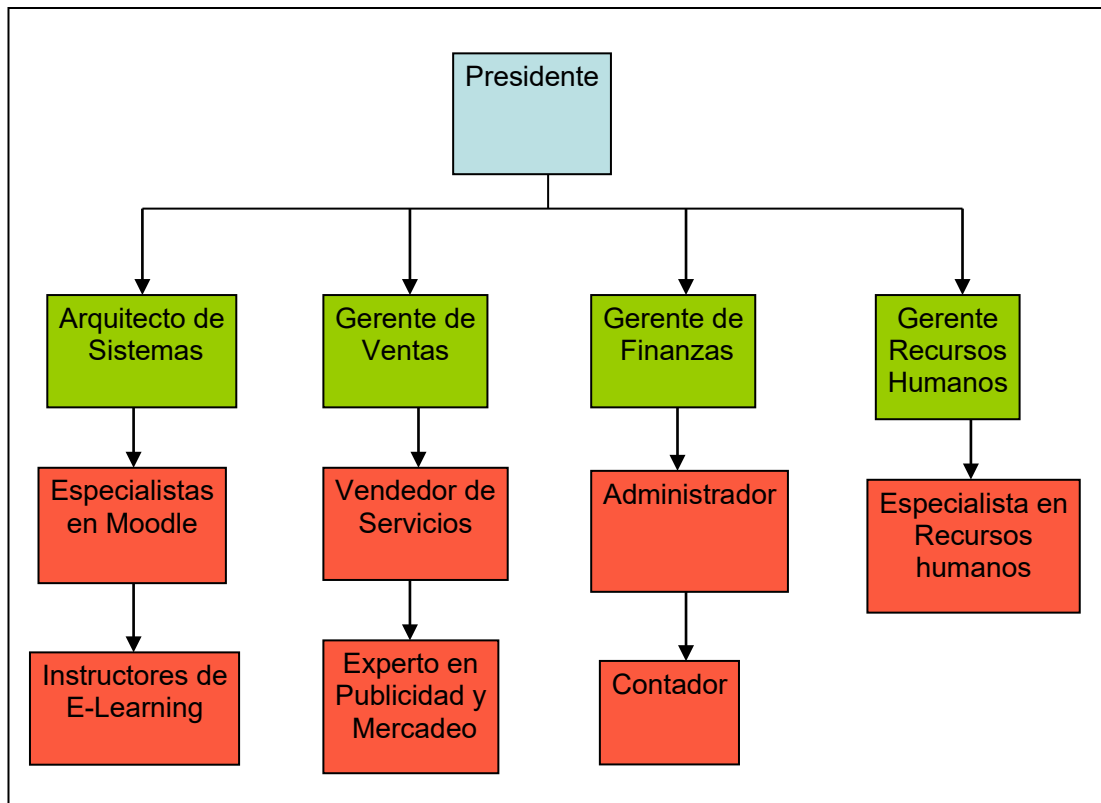 Presidente
Arquitecto de
Sistemas
Gerente de
Ventas
Gerente de
Finanzas
Gerente
Recursos
Humanos
Especialistas
en Moodle
Vendedor de
Servicios
Administrador
Especialista en
Recursos
humanos
Instructores de
E-Learning
Experto en
Publicidad y
Mercadeo
Contador